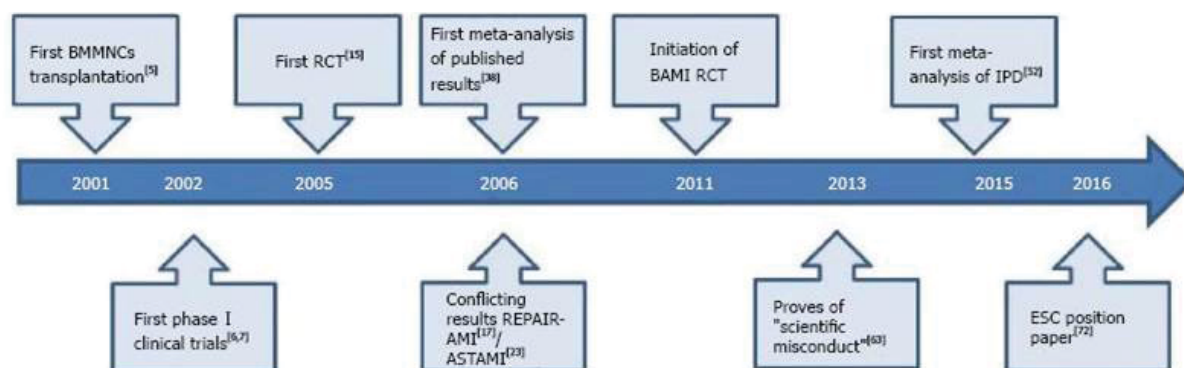 First BMMNCs
transplantation[5]
First RCT[15]
First meta-analysis
of published
results[38]
Initiation of
BAMI RCT
First meta-
analysis of IPD[52]
2001 2002 2005 2006 2011 2013 2015 2016
First phase I
clinical trials[6,7]
Conflicting
results REPAIR-
AMI[17]/
ASTAMI[23]
Proves of
"scientific
misconduct"[63]
ESC position
paper[72]